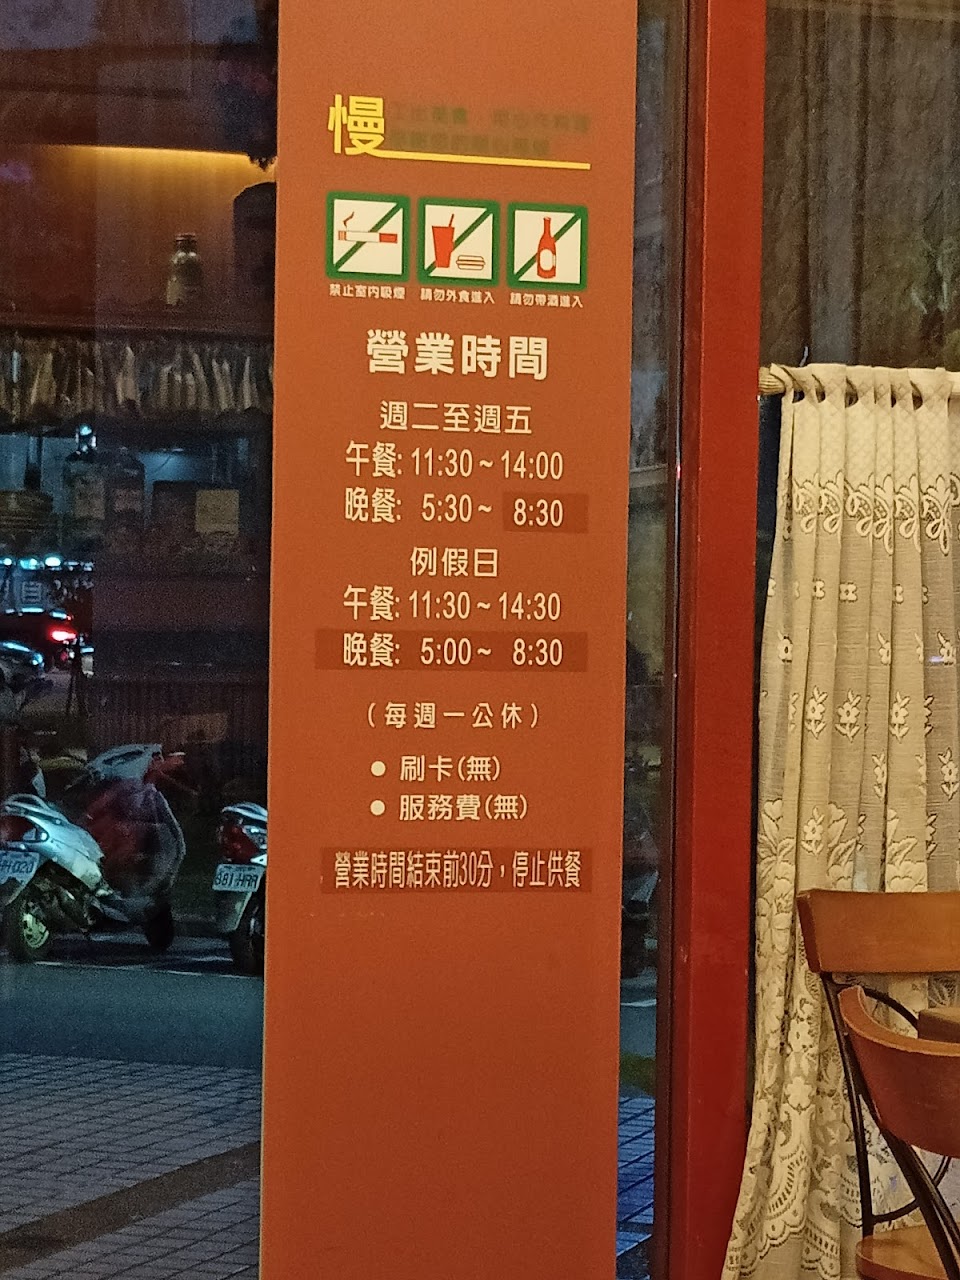 慢
禁止室內吸煙 請勿外食進入 請勿帶酒進入
營業時間
週二至週五
午餐: 11:30 ~ 14:00
晚餐: 5:30 ~ 8:30
例假日
午餐: 11:30 ~ 14:30
晚餐: 5:00 ~ 8:30
（每週一公休）
● 刷卡(無)
● 服務費(無)
營業時間結束前30分，停止供餐
881-HAA